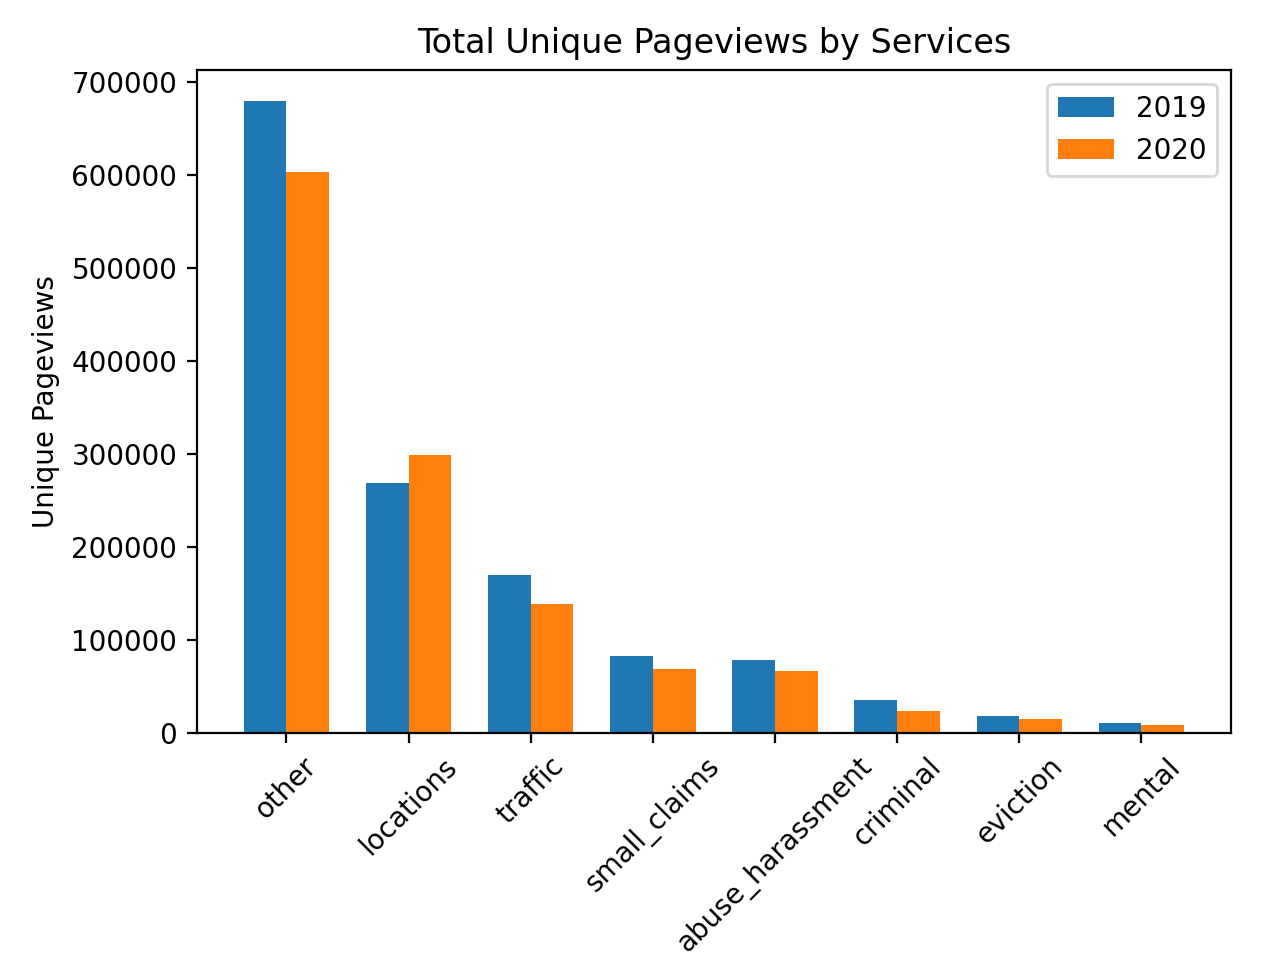 Total Unique Pageviews by Services
2019
2020
Unique Pageviews
700000
600000
500000
400000
300000
200000
100000
0
other
locations
traffic
small_claims
abuse_harassment
criminal
eviction
mental